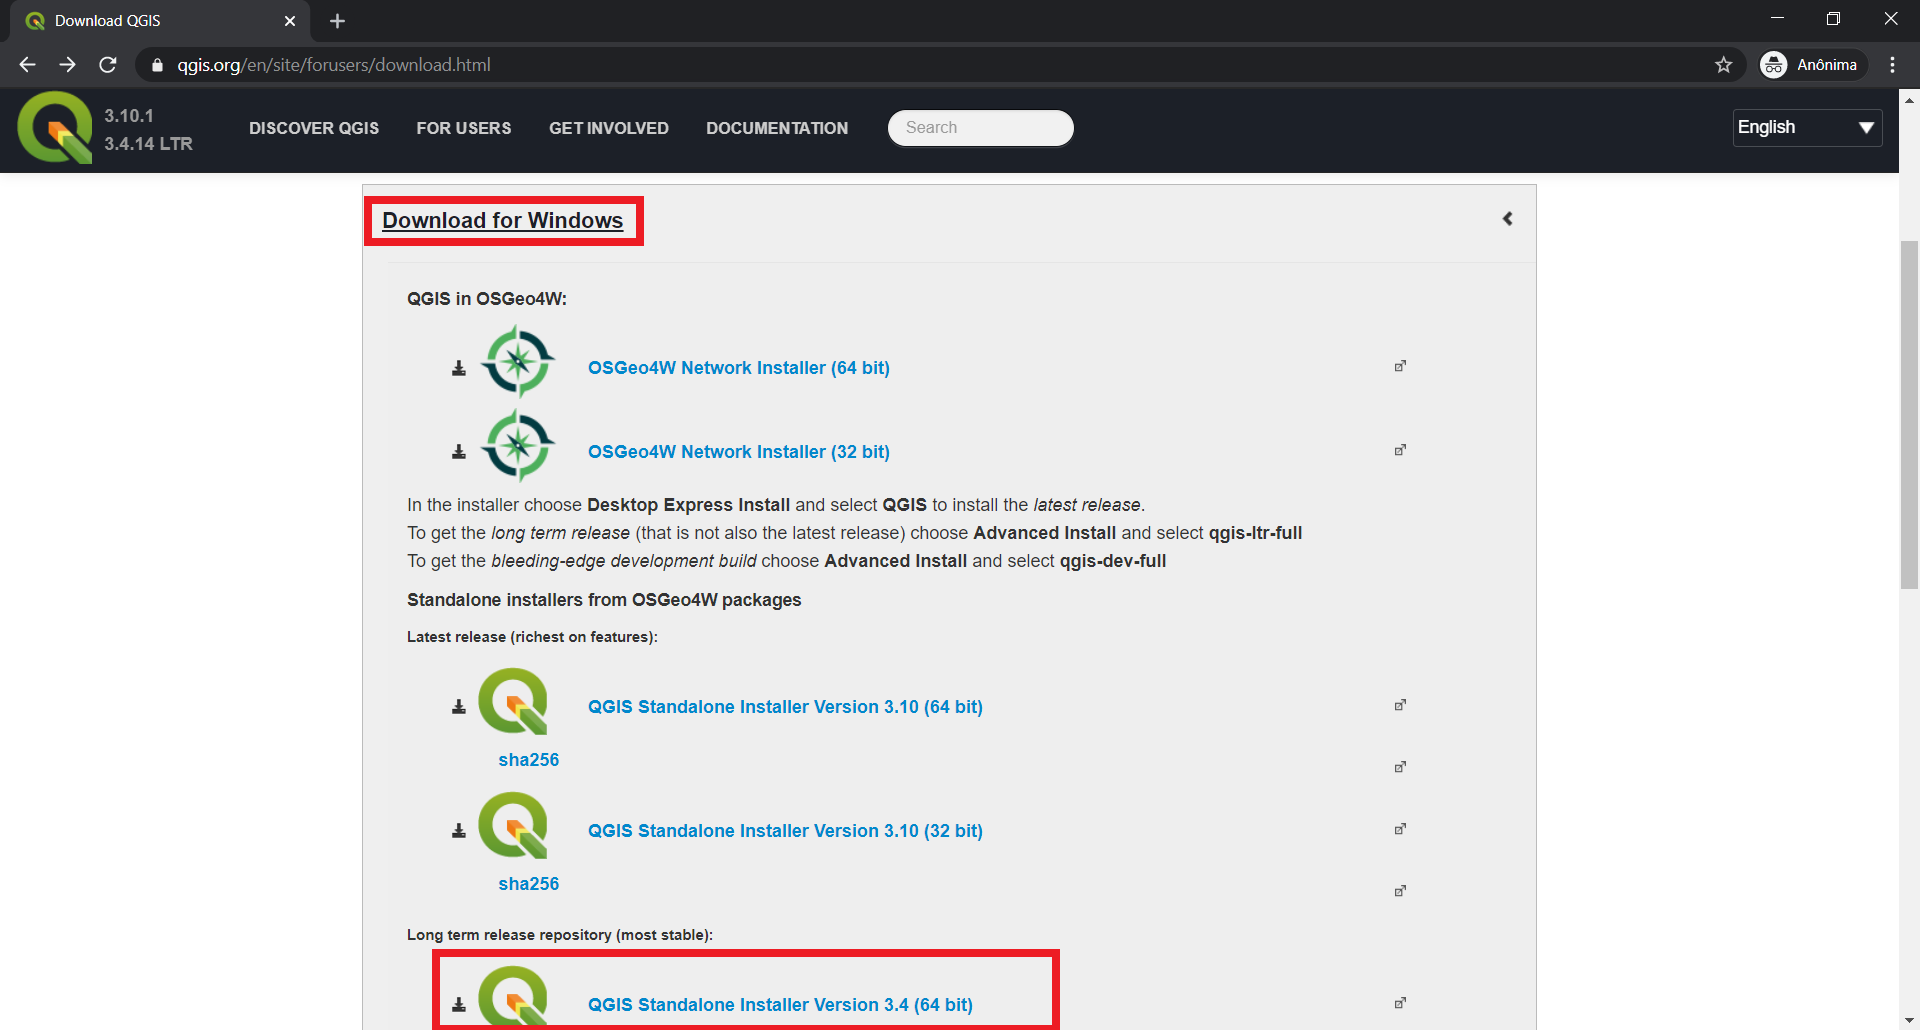 Download QGIS
qgis.org/en/site/forusers/download.html
Anônima
3.10.1
3.4.14 LTR
DISCOVER QGIS
FOR USERS
GET INVOLVED
DOCUMENTATION
Search
English
Download for Windows
QGIS in OSGeo4W:
OSGeo4W Network Installer (64 bit)
OSGeo4W Network Installer (32 bit)
In the installer choose Desktop Express Install and select QGIS to install the latest release.
To get the long term release (that is not also the latest release) choose Advanced Install and select qgis-ltr-full
To get the bleeding-edge development build choose Advanced Install and select qgis-dev-full
Standalone installers from OSGeo4W packages
Latest release (richest on features):
QGIS Standalone Installer Version 3.10 (64 bit)
sha256
QGIS Standalone Installer Version 3.10 (32 bit)
sha256
Long term release repository (most stable):
QGIS Standalone Installer Version 3.4 (64 bit)